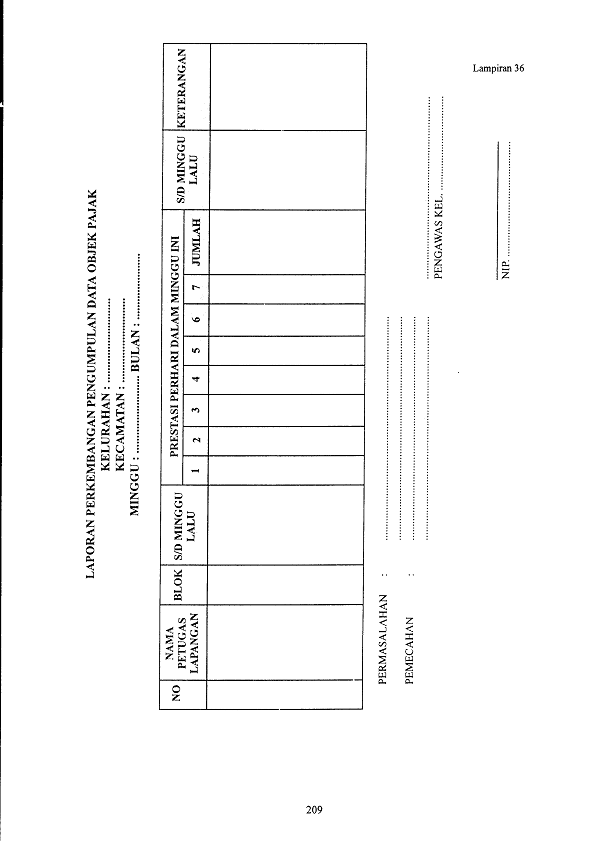 Lampiran 36
LAPORAN PERKEMBANGAN PENGUMPULAN DATA OBJEK PAJAK
KELURAHAN : ............................
KECAMATAN : ............................
MINGGU : ........................ BULAN : ........................
NO
NAMA
PETUGAS
LAPANGAN
BLOK
S/D MINGGU
LALU
PRESTASI PERHARI DALAM MINGGU INI
1 2 3 4 5 6 7 JUMLAH
S/D MINGGU
LALU
KETERANGAN
PERMASALAHAN : ............................
............................
PEMECAHAN : ............................
............................
............................
PENGAWAS KEL. ............................
NIP. ............................
209